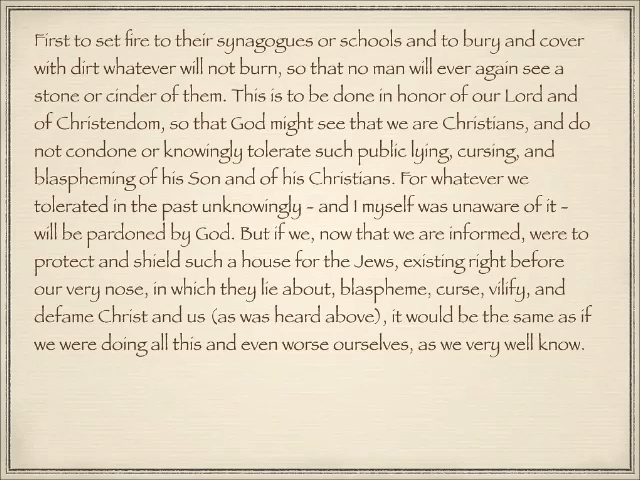 First to set fire to their synagogues or schools and to bury and cover
with dirt whatever will not burn, so that no man will ever again see a
stone or cinder of them. This is to be done in honor of our Lord and
of Christendom, so that God might see that we are Christians, and do
not condone or knowingly tolerate such public lying, cursing, and
blaspheming of his Son and of his Christians. For whatever we
tolerated in the past unknowingly - and I myself was unaware of it -
will be pardoned by God. But if we, now that we are informed, were to
protect and shield such a house for the Jews, existing right before
our very nose, in which they lie about, blaspheme, curse, vilify, and
defame Christ and us (as was heard above), it would be the same as if
we were doing all this and even worse ourselves, as we very well know.